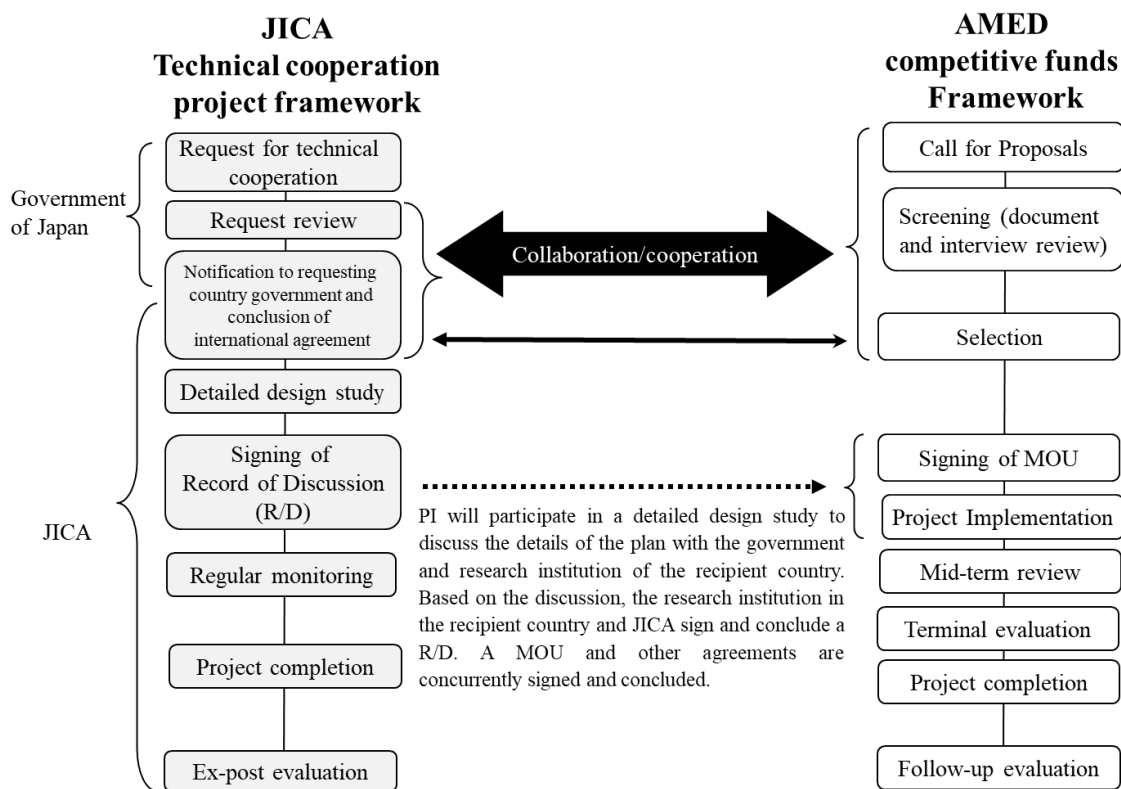 JICA
Technical cooperation
project framework
Request for technical
cooperation
Request review
Notification to requesting
country government and
conclusion of
international agreement
Detailed design study
Signing of
Record of Discussion
(R/D)
Regular monitoring
Project completion
Ex-post evaluation
Government
of Japan
JICA
Collaboration/cooperation
PI will participate in a detailed design study to
discuss the details of the plan with the government
and research institution of the recipient country.
Based on the discussion, the research institution in
the recipient country and JICA sign and conclude a
R/D. A MOU and other agreements are
concurrently signed and concluded.
AMED
competitive funds
Framework
Call for Proposals
Screening (document
and interview review)
Selection
Signing of MOU
Project Implementation
Mid-term review
Terminal evaluation
Project completion
Follow-up evaluation